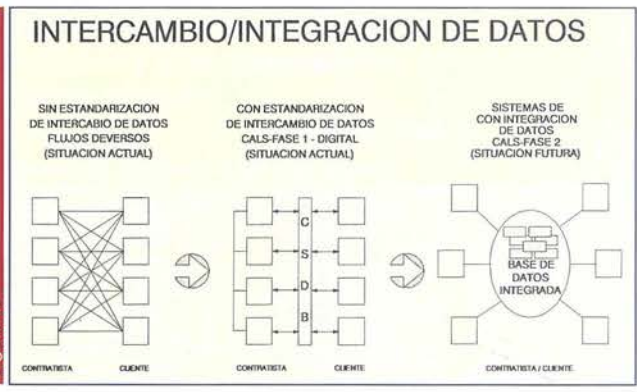 INTERCAMBIO/INTEGRACION DE DATOS
SIN ESTANDARIZACION
DE INTERCABIO DE DATOS
FLUJOS DEVERSOS
(SITUACION ACTUAL)
CON ESTANDARIZACION
DE INTERCAMBIO DE DATOS
CALS-FASE 1 - DIGITAL
(SITUACION ACTUAL)
SISTEMAS DE
CON INTEGRACION
DE DATOS
CALS-FASE 2
(SITUACION FUTURA)
C
S
D
B
BASE DE
DATOS
INTEGRADA
CONTRATISTA
CLIENTE
CONTRATISTA
CLIENTE
CONTRATISTA / CLIENTE